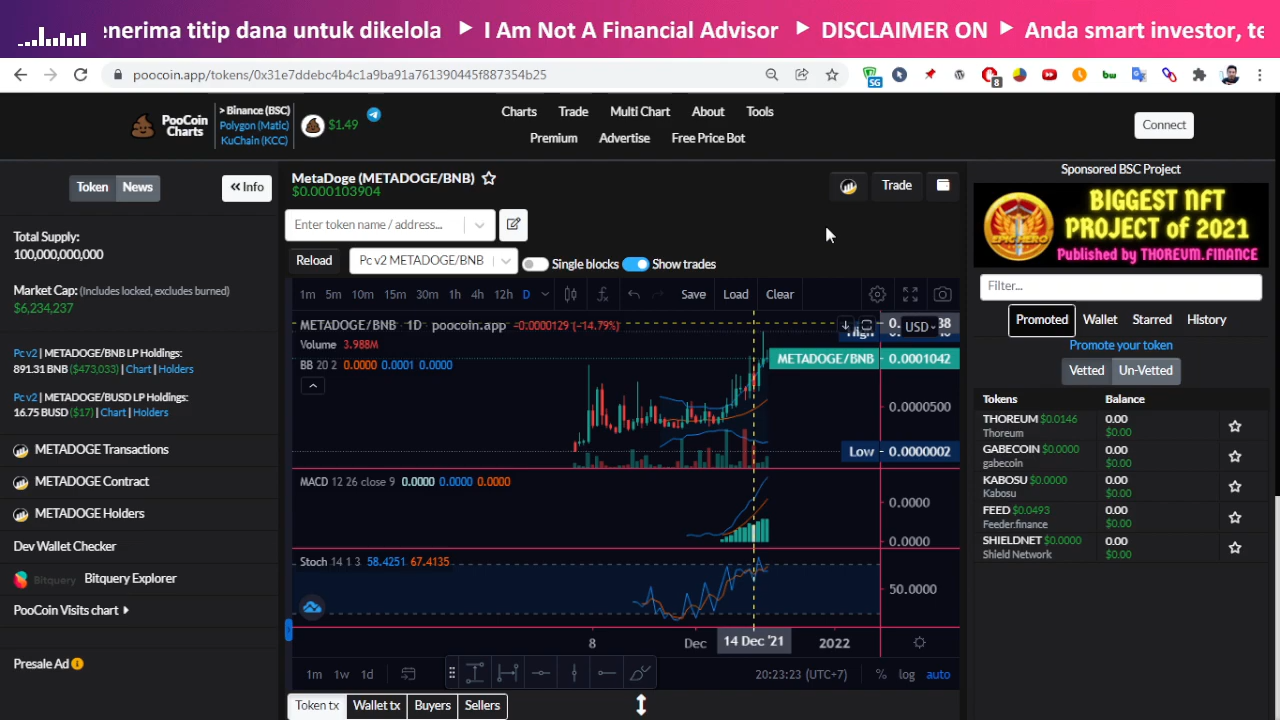 enerima titip dana untuk dikelola ▶ I Am Not A Financial Advisor ▶ DISCLAIMER ON ▶ Anda smart investor, te
poocoin.app/tokens/0x31e7ddebc4b4c1a9ba91a761390445f887354b25
SG
8
bw
PooCoin
Charts
> Binance (BSC)
Polygon (Matic)
KuChain (KCC)
$1.49
Charts Trade Multi Chart About Tools
Premium Advertise Free Price Bot
Connect
Token News
Info
Total Supply:
100,000,000,000
Market Cap: (Includes locked, excludes burned)
$6,234,237
Pc v2 | METADOGE/BNB LP Holdings:
891.31 BNB ($473,033) | Chart | Holders
Pc v2 | METADOGE/BUSD LP Holdings:
16.75 BUSD ($17) | Chart | Holders
METADOGE Transactions
METADOGE Contract
METADOGE Holders
Dev Wallet Checker
Bitquery Bitquery Explorer
PooCoin Visits chart
Presale Ad
MetaDoge (METADOGE/BNB)
$0.000103904
Trade
Enter token name / address...
Reload
Pc v2 METADOGE/BNB
Single blocks
Show trades
1m 5m 10m 15m 30m 1h 4h 12h D
Save Load Clear
METADOGE/BNB 1D poocoin.app -0.0000129 (-14.79%)
Volume 3.988M
BB 20 2 0.0000 0.0001 0.0000
USD
High
METADOGE/BNB 0.0001042
0.0000500
Low 0.0000002
MACD 12 26 close 9 0.0000 0.0000 0.0000
0.0000
0.0000
Stoch 14 1 3 58.4251 67.4135
50.0000
8 Dec 14 Dec '21 2022
1m 1w 1d
20:23:23 (UTC+7) % log auto
Token tx Wallet tx Buyers Sellers
Sponsored BSC Project
EPIC HERO
BIGGEST NFT
PROJECT of 2021
Published by THOREUM.FINANCE
Filter...
Promoted Wallet Starred History
Promote your token
Vetted Un-Vetted
Tokens Balance
THOREUM $0.0146 0.00
Thoreum $0.00
GABECOIN $0.0000 0.00
gabecoin $0.00
KABOSU $0.0000 0.00
Kabosu $0.00
FEED $0.0493 0.00
Feeder.finance $0.00
SHIELDNET $0.0000 0.00
Shield Network $0.00